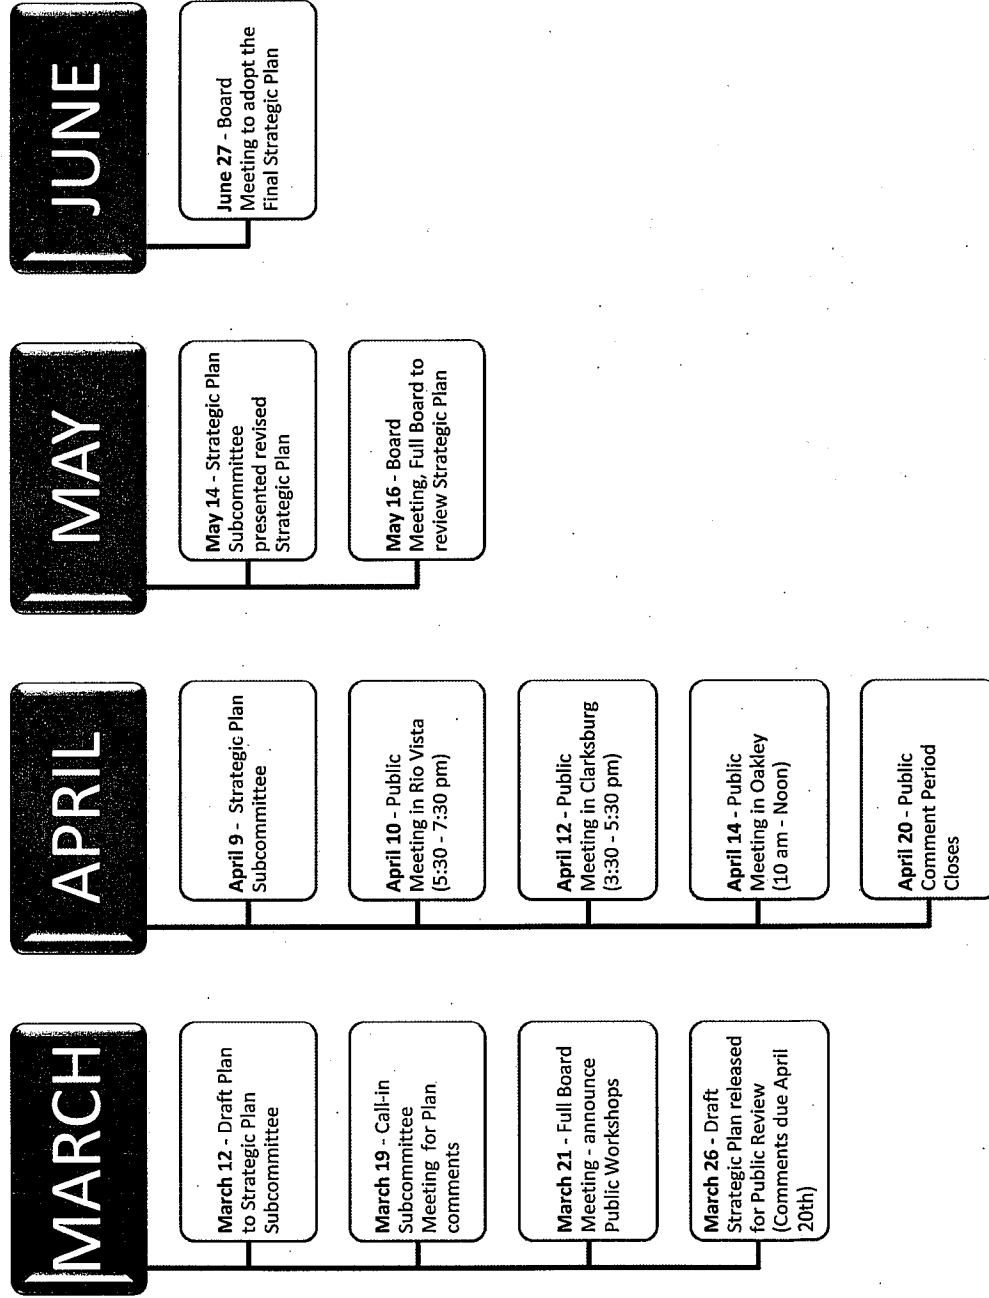 MARCH
March 12 - Draft Plan
to Strategic Plan
Subcommittee
March 19 - Call-in
Subcommittee
Meeting for Plan
comments
March 21 - Full Board
Meeting - announce
Public Workshops
March 26 - Draft
Strategic Plan released
for Public Review
(Comments due April
20th)
APRIL
April 9 - Strategic Plan
Subcommittee
April 10 - Public
Meeting in Rio Vista
(5:30 - 7:30 pm)
April 12 - Public
Meeting in Clarksburg
(3:30 - 5:30 pm)
April 14 - Public
Meeting in Oakley
(10 am - Noon)
April 20 - Public
Comment Period
Closes
MAY
May 14 - Strategic Plan
Subcommittee
presented revised
Strategic Plan
May 16 - Board
Meeting, Full Board to
review Strategic Plan
JUNE
June 27 - Board
Meeting to adopt the
Final Strategic Plan